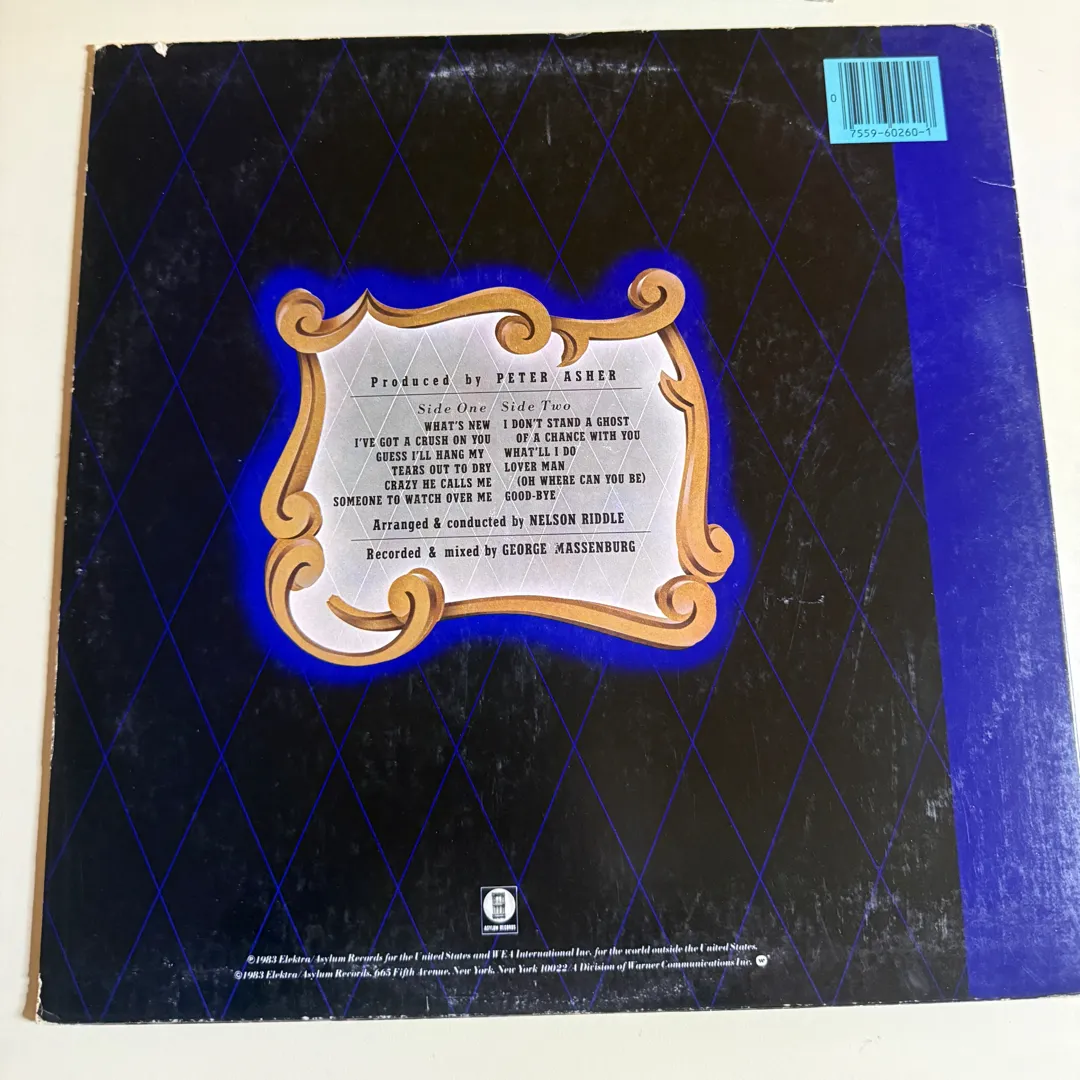 0
7559-60260-1
Produced by PETER ASHER
Side One
WHAT'S NEW
I'VE GOT A CRUSH ON YOU
GUESS I'LL HANG MY
TEARS OUT TO DRY
CRAZY HE CALLS ME
SOMEONE TO WATCH OVER ME
Side Two
I DON'T STAND A GHOST
OF A CHANCE WITH YOU
WHAT'LL I DO
LOVER MAN
(OH WHERE CAN YOU BE)
GOOD-BYE
Arranged & conducted by NELSON RIDDLE
Recorded & mixed by GEORGE MASSENBURG
ASYLUM RECORDS
℗ 1983 Elektra/Asylum Records for the United States and WEA International Inc. for the world outside the United States.
© 1983 Elektra/Asylum Records, 665 Fifth Avenue, New York, New York 10022 A Division of Warner Communications Inc.